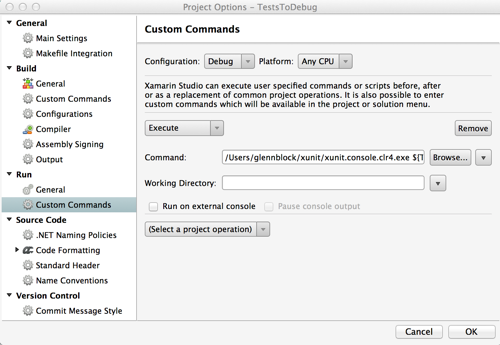 Project Options – TestsToDebug
General
Main Settings
Makefile Integration
Build
General
Custom Commands
Configurations
Compiler
Assembly Signing
Output
Run
General
Custom Commands
Source Code
.NET Naming Policies
Code Formatting
Standard Header
Name Conventions
Version Control
Commit Message Style
Custom Commands
Configuration: Debug Platform: Any CPU
Xamarin Studio can execute user specified commands or scripts before, after
or as a replacement of common project operations. It is also possible to enter
custom commands which will be available in the project or solution menu.
Execute Remove
Command: /Users/glennblock/xunit/xunit.console.clr4.exe ${T Browse...
Working Directory:
Run on external console Pause console output
(Select a project operation)
Cancel OK